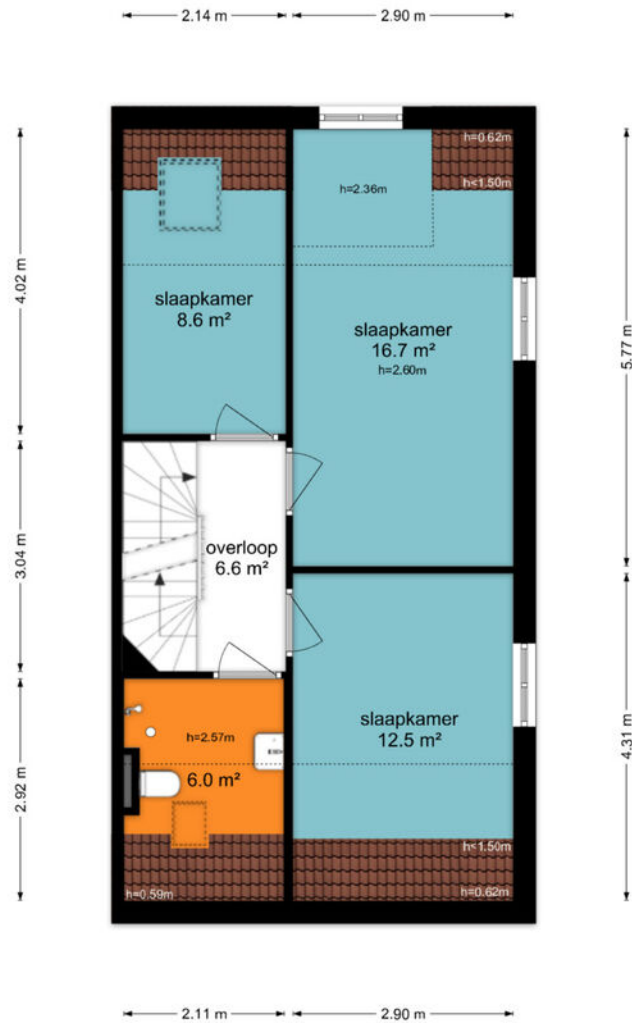 2.14 m
2.90 m
h=0.62m
h<1.50m
h=2.36m
4.02 m
slaapkamer
8.6 m²
slaapkamer
16.7 m²
h=2.60m
5.77 m
3.04 m
overloop
6.6 m²
slaapkamer
12.5 m²
4.31 m
2.92 m
h=2.57m
6.0 m²
h<1.50m
h=0.62m
h=0.59m
2.11 m
2.90 m